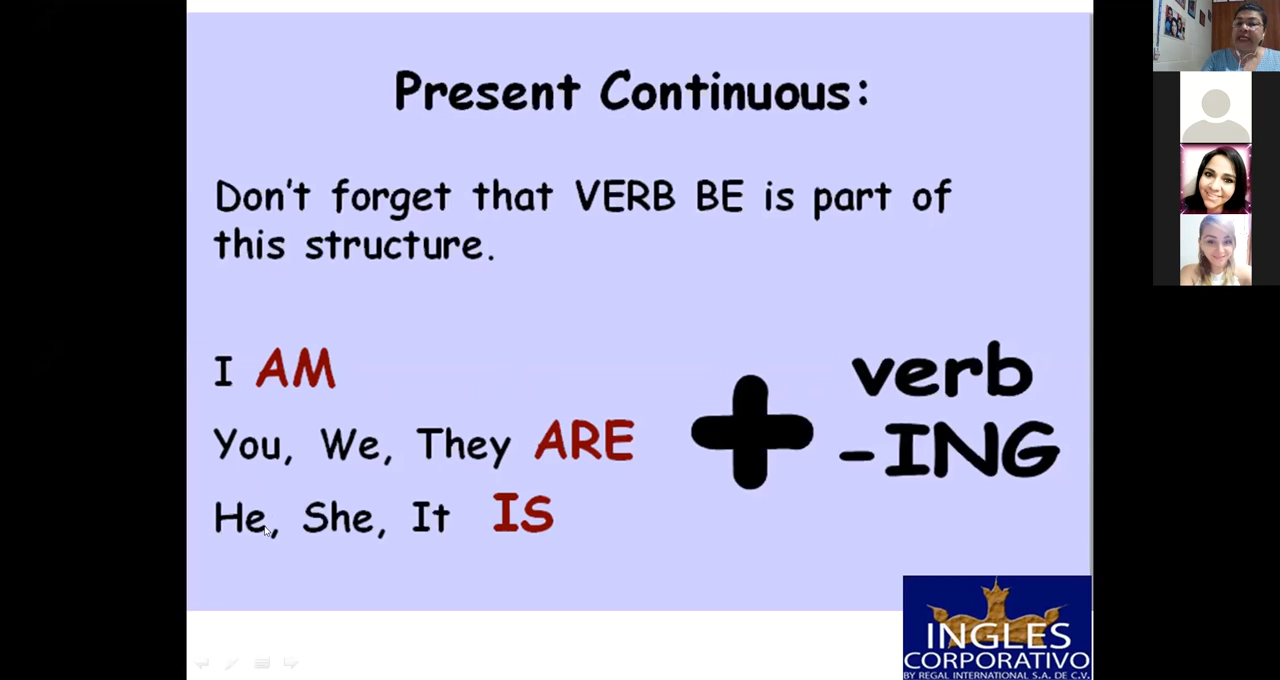 Present Continuous:
Don't forget that VERB BE is part of
this structure.
I AM
You, We, They ARE
He, She, It IS
verb
-ING
INGLES
CORPORATIVO
BY REGAL INTERNATIONAL S.A. DE C.V.